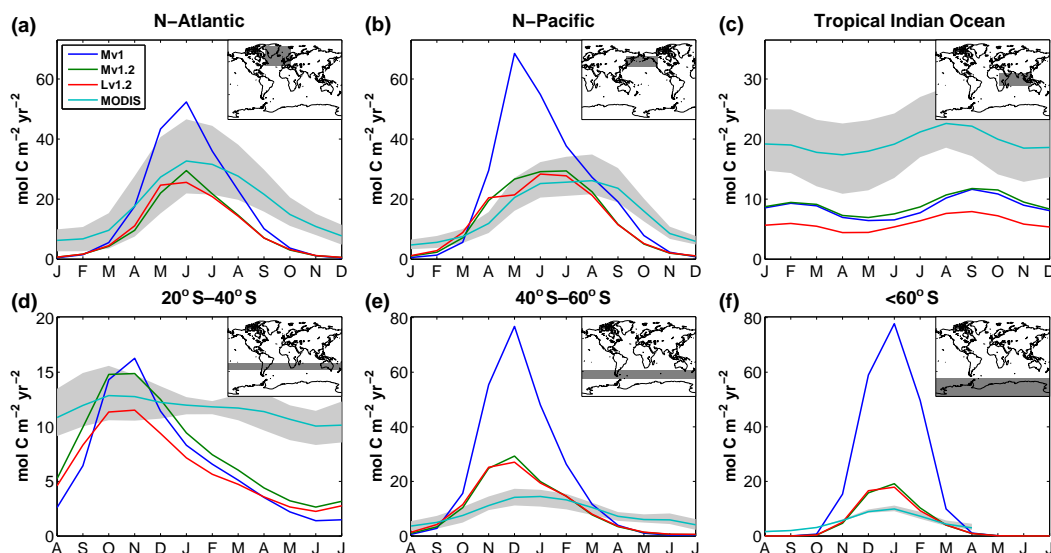 (a) N−Atlantic
mol C m−2 yr−2
60
40
20
0
J F M A M J J A S O N D
Mv1
Mv1.2
Lv1.2
MODIS
(b) N−Pacific
mol C m−2 yr−2
60
40
20
0
J F M A M J J A S O N D
(c) Tropical Indian Ocean
mol C m−2 yr−2
30
20
10
0
J F M A M J J A S O N D
(d) 20°S−40°S
mol C m−2 yr−2
20
15
10
5
0
A S O N D J F M A M J J
(e) 40°S−60°S
mol C m−2 yr−2
80
60
40
20
0
A S O N D J F M A M J J
(f) <60°S
mol C m−2 yr−2
80
60
40
20
0
A S O N D J F M A M J J